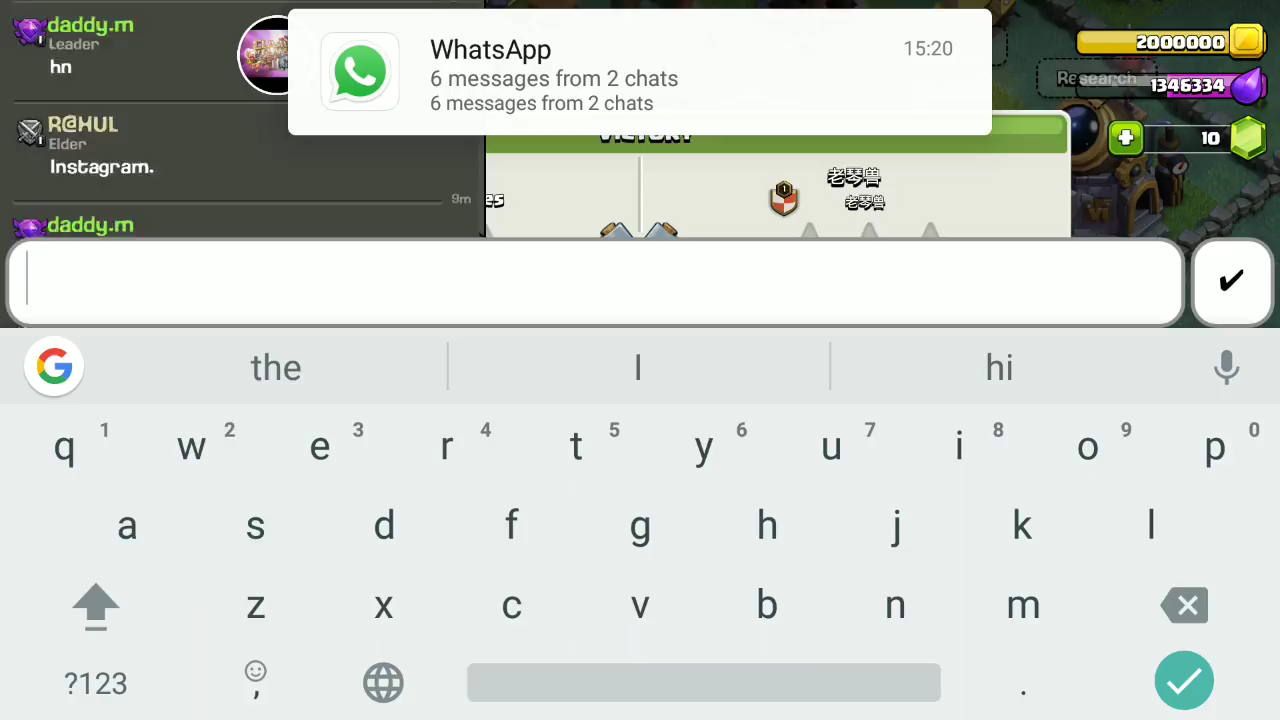 daddy.m
Leader
hn
R@HUL
Elder
Instagram.
9m
daddy.m
WhatsApp
15:20
6 messages from 2 chats
6 messages from 2 chats
2000000
Research
1346334
10
VICTORY
老琴兽
老琴兽
the
I
hi
q 1 w 2 e 3 r 4 t 5 y 6 u 7 i 8 o 9 p 0
a s d f g h j k l
z x c v b n m
?123 , .